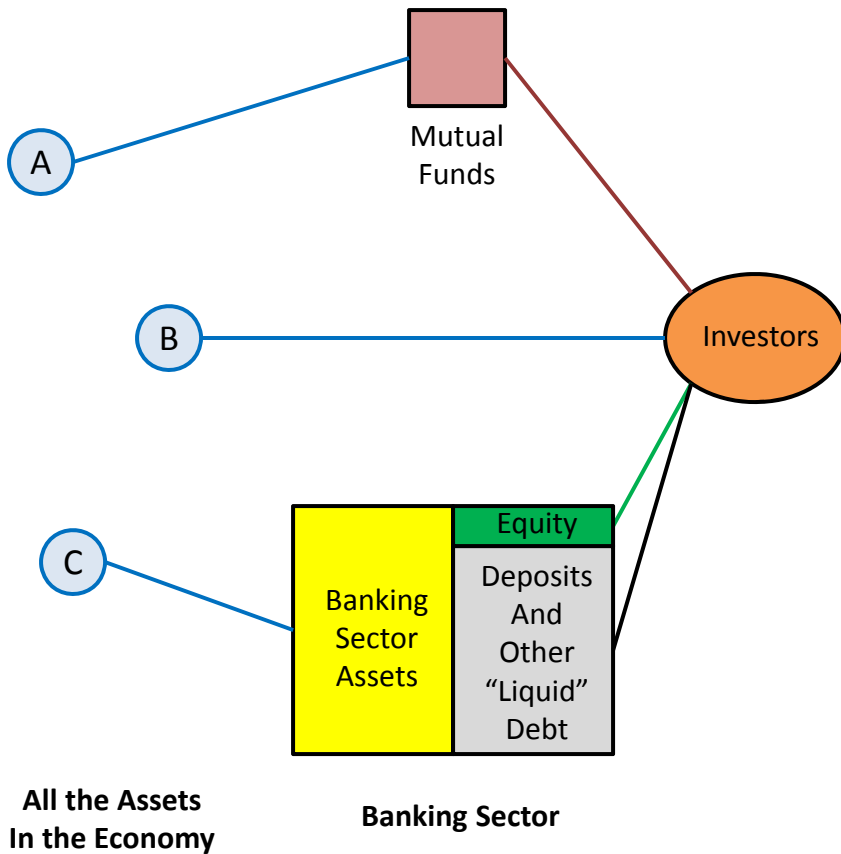 Mutual
Funds
A
B
Investors
C
Banking
Sector
Assets
Equity
Deposits
And
Other
“Liquid”
Debt
All the Assets
In the Economy
Banking Sector